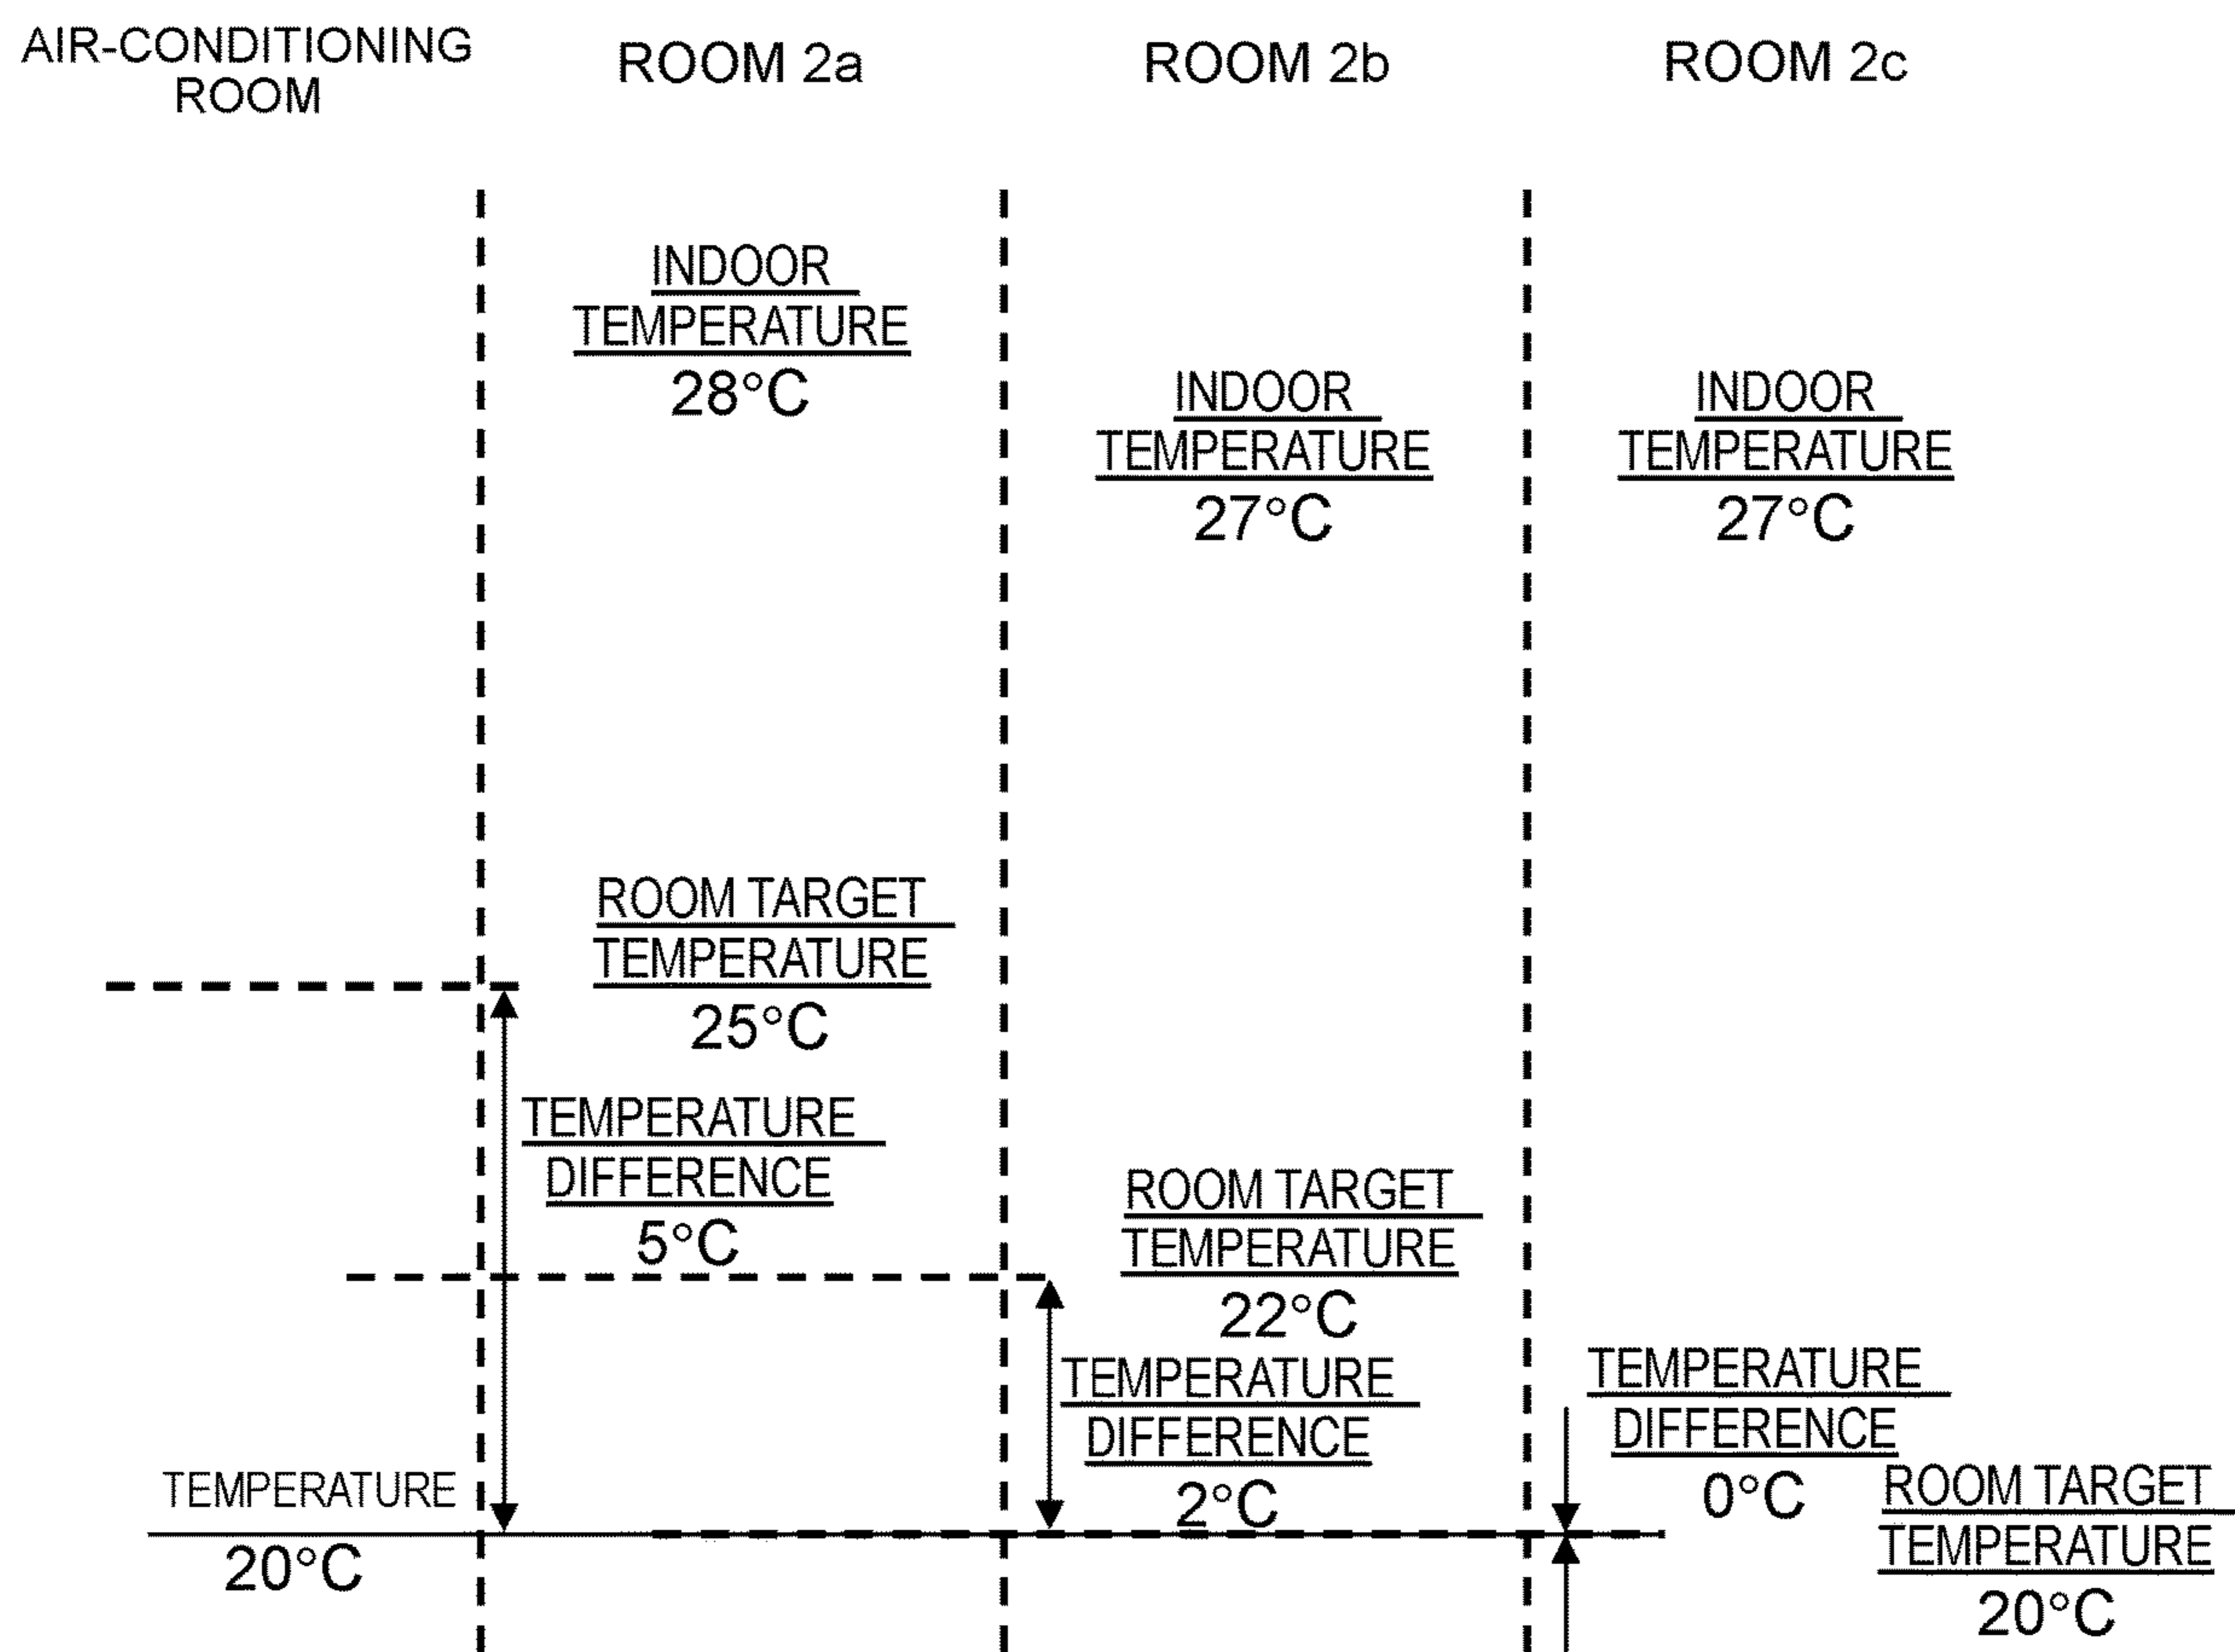 AIR-CONDITIONING
ROOM
ROOM 2a
ROOM 2b
ROOM 2c
INDOOR
TEMPERATURE
28°C
INDOOR
TEMPERATURE
27°C
INDOOR
TEMPERATURE
27°C
ROOM TARGET
TEMPERATURE
25°C
TEMPERATURE
DIFFERENCE
5°C
ROOM TARGET
TEMPERATURE
22°C
TEMPERATURE
DIFFERENCE
2°C
TEMPERATURE
DIFFERENCE
0°C
ROOM TARGET
TEMPERATURE
20°C
TEMPERATURE
20°C